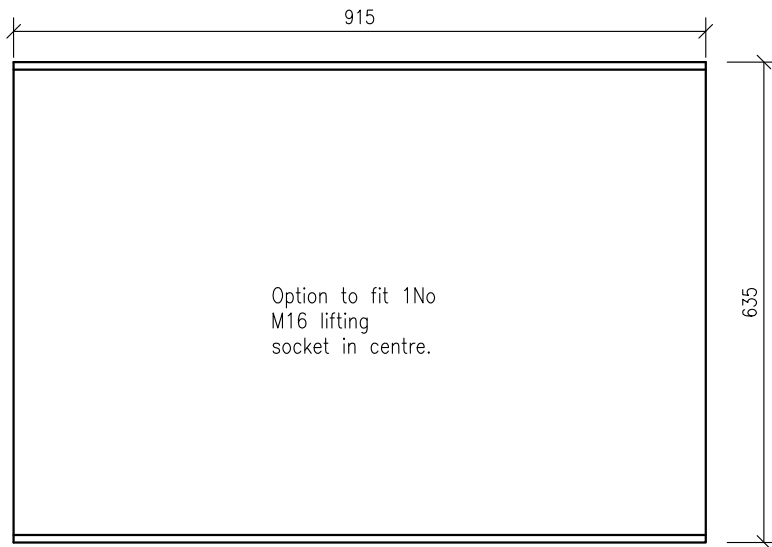 915
Option to fit 1No
M16 lifting
socket in centre.
635